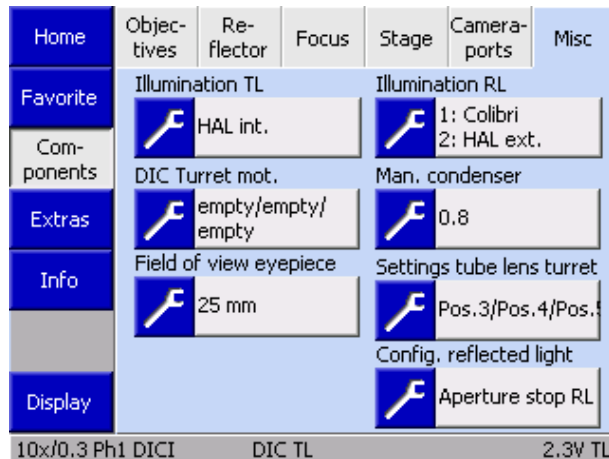 Home
Favorite
Com-
ponents
Extras
Info
Display
Objec-
tives
Re-
flector
Focus
Stage
Camera-
ports
Misc
Illumination TL
HAL int.
Illumination RL
1: Colibri
2: HAL ext.
DIC Turret mot.
empty/empty/
empty
Man. condenser
0.8
Field of view eyepiece
25 mm
Settings tube lens turret
Pos.3/Pos.4/Pos.5
Config. reflected light
Aperture stop RL
10x/0.3 Ph1 DICI
DIC TL
2.3V TL